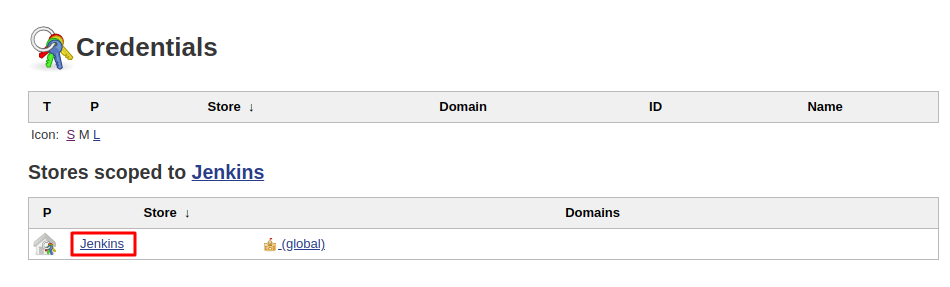 Credentials
T P Store ↓ Domain ID Name
Icon: S M L
Stores scoped to Jenkins
P Store ↓ Domains
Jenkins (global)